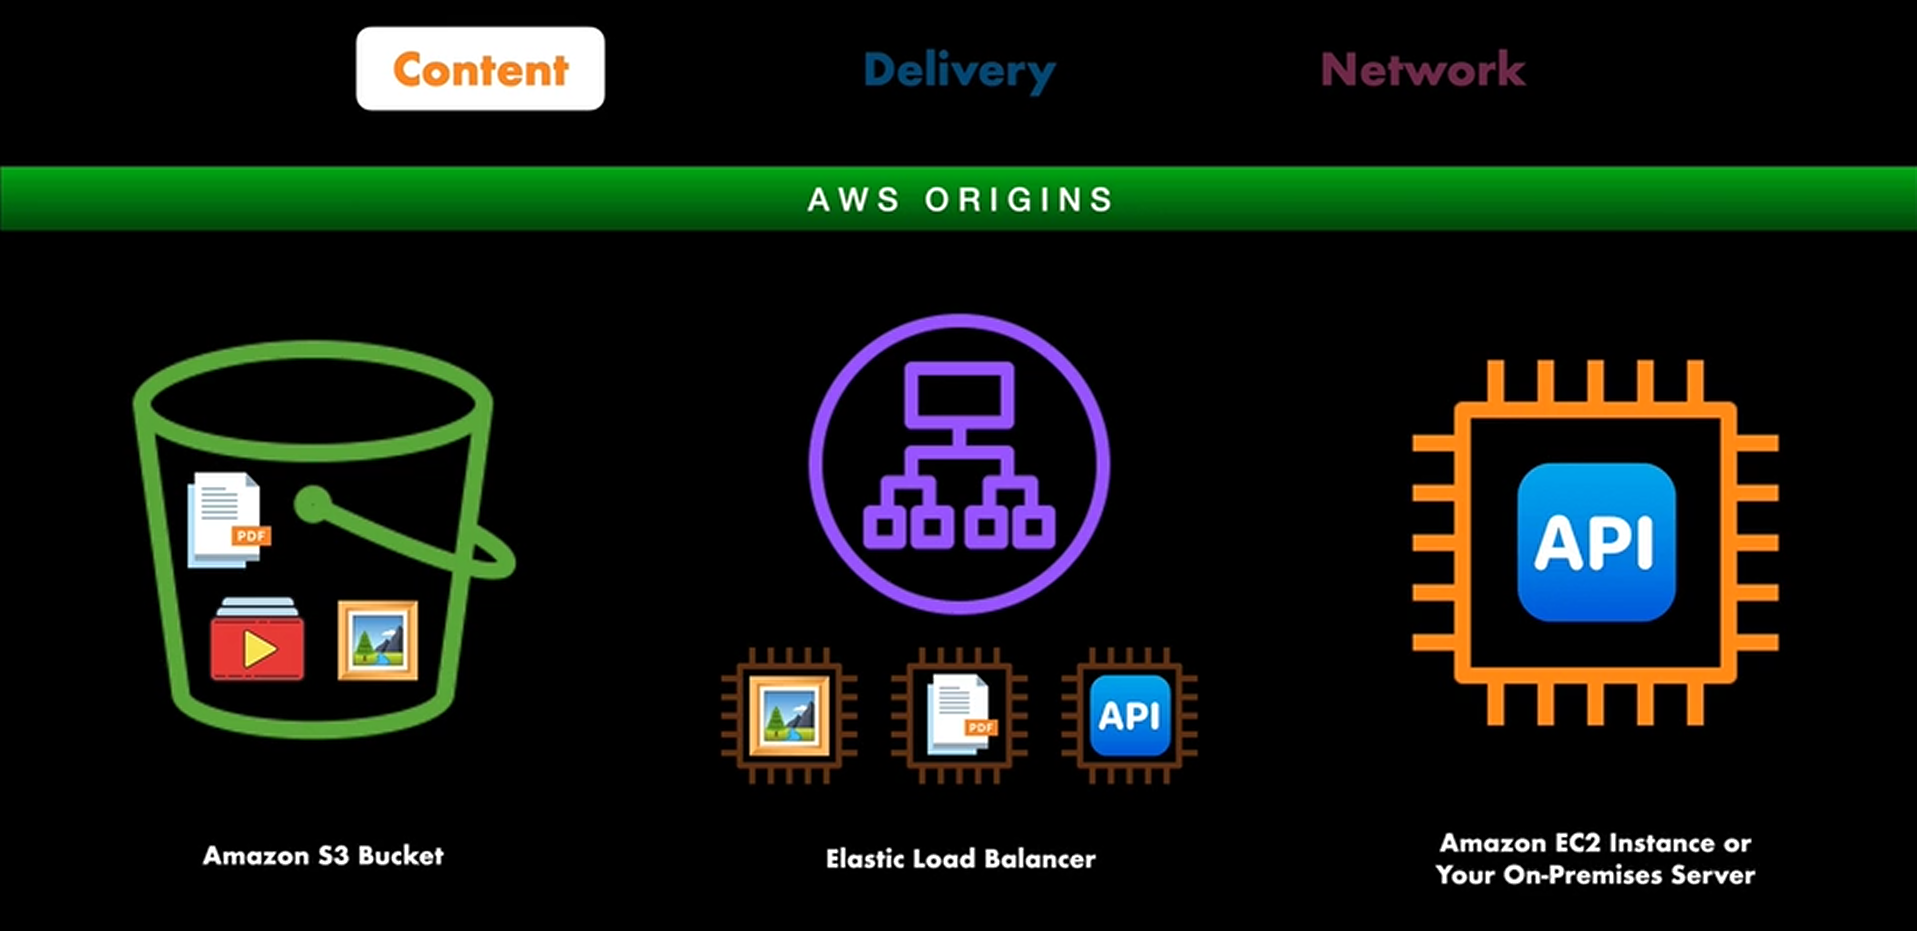 Content
Delivery
Network
AWS ORIGINS
PDF
API
PDF
API
Amazon S3 Bucket
Elastic Load Balancer
Amazon EC2 Instance or
Your On-Premises Server